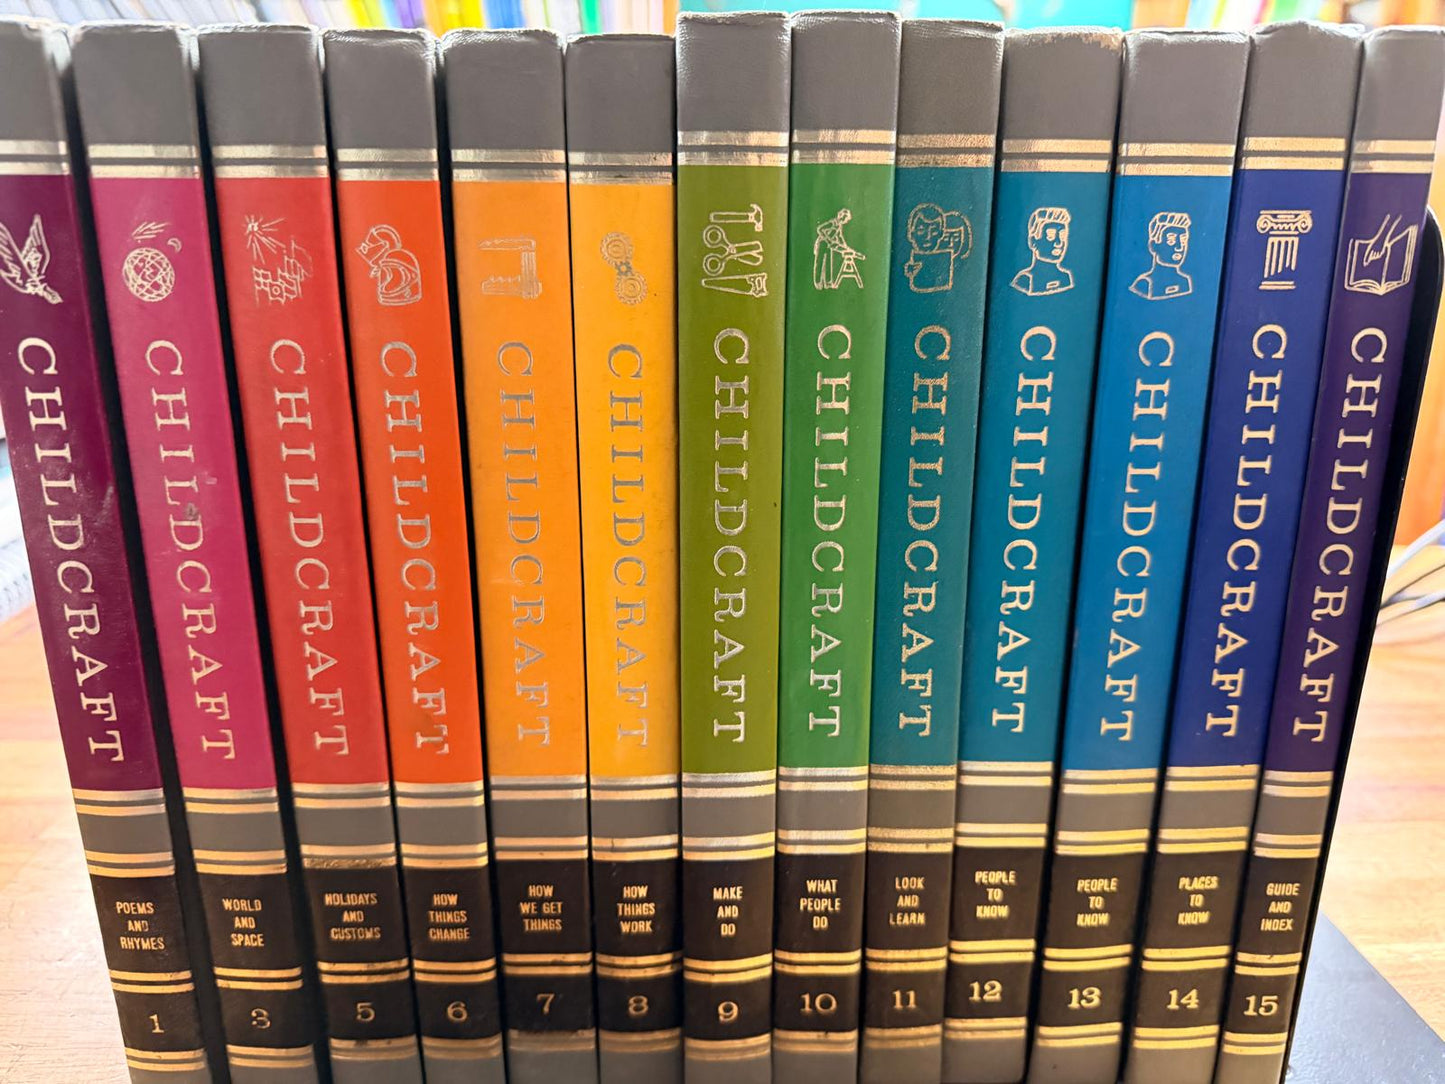 CHILDCRAFT
POEMS
AND
RHYMES
1
CHILDCRAFT
WORLD
AND
SPACE
3
CHILDCRAFT
HOLIDAYS
AND
CUSTOMS
5
CHILDCRAFT
HOW
THINGS
CHANGE
6
CHILDCRAFT
HOW
WE GET
THINGS
7
CHILDCRAFT
HOW
THINGS
WORK
8
CHILDCRAFT
MAKE
AND
DO
9
CHILDCRAFT
WHAT
PEOPLE
DO
10
CHILDCRAFT
LOOK
AND
LEARN
11
CHILDCRAFT
PEOPLE
TO
KNOW
12
CHILDCRAFT
PEOPLE
TO
KNOW
13
CHILDCRAFT
PLACES
TO
KNOW
14
CHILDCRAFT
GUIDE
AND
INDEX
15